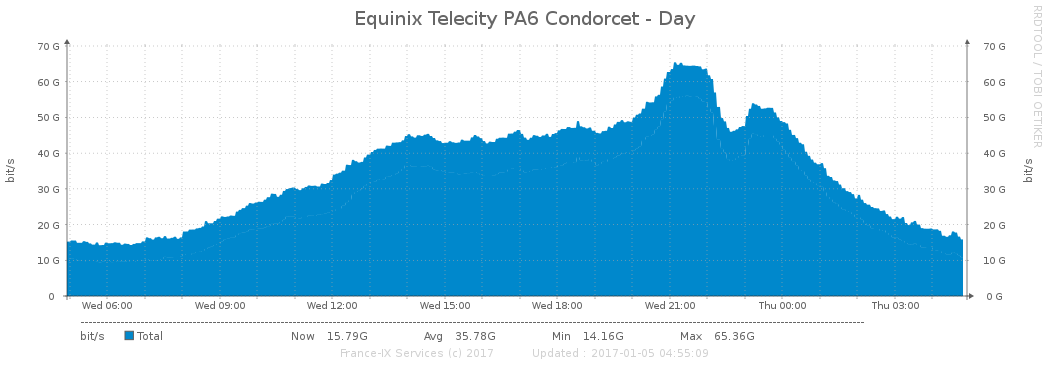 Equinix Telecity PA6 Condorcet - Day
RRDTOOL / TOBI OETIKER
70 G 70 G
60 G 60 G
50 G 50 G
40 G 40 G
30 G 30 G
20 G 20 G
10 G 10 G
0 0 G
bit/s bit/s
Wed 06:00 Wed 09:00 Wed 12:00 Wed 15:00 Wed 18:00 Wed 21:00 Thu 00:00 Thu 03:00
bit/s Total Now 15.79G Avg 35.78G Min 14.16G Max 65.36G
France-IX Services (c) 2017 Updated : 2017-01-05 04:55:09